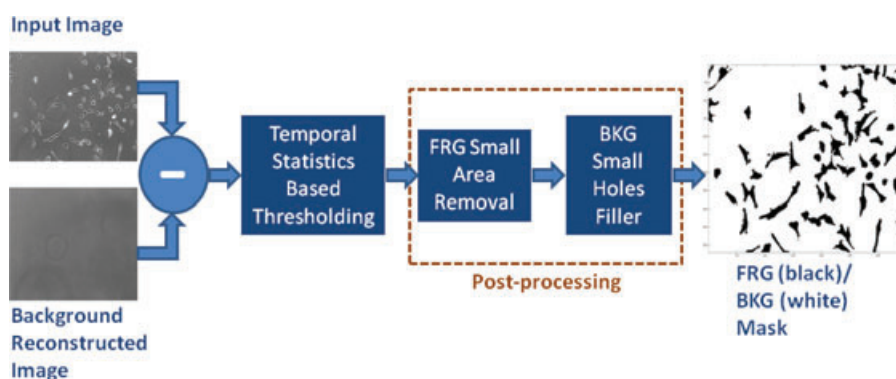 Input Image
Temporal
Statistics
Based
Thresholding
FRG Small
Area
Removal
BKG
Small
Holes
Filler
Post-processing
Background
Reconstructed
Image
FRG (black)/
BKG (white)
Mask